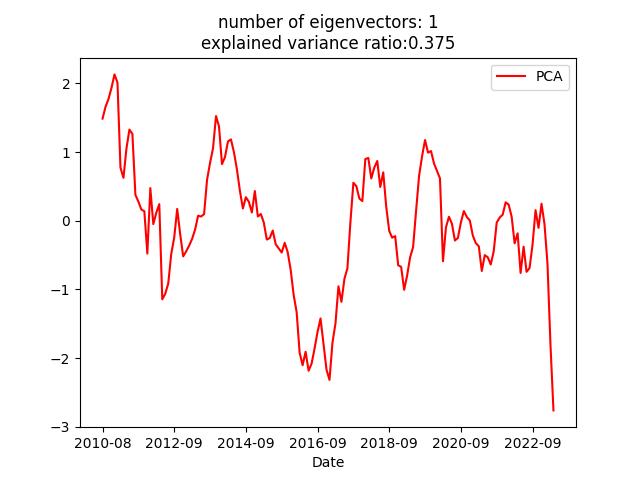 number of eigenvectors: 1
explained variance ratio:0.375
PCA
2
1
0
−1
−2
−3
2010-08 2012-09 2014-09 2016-09 2018-09 2020-09 2022-09
Date